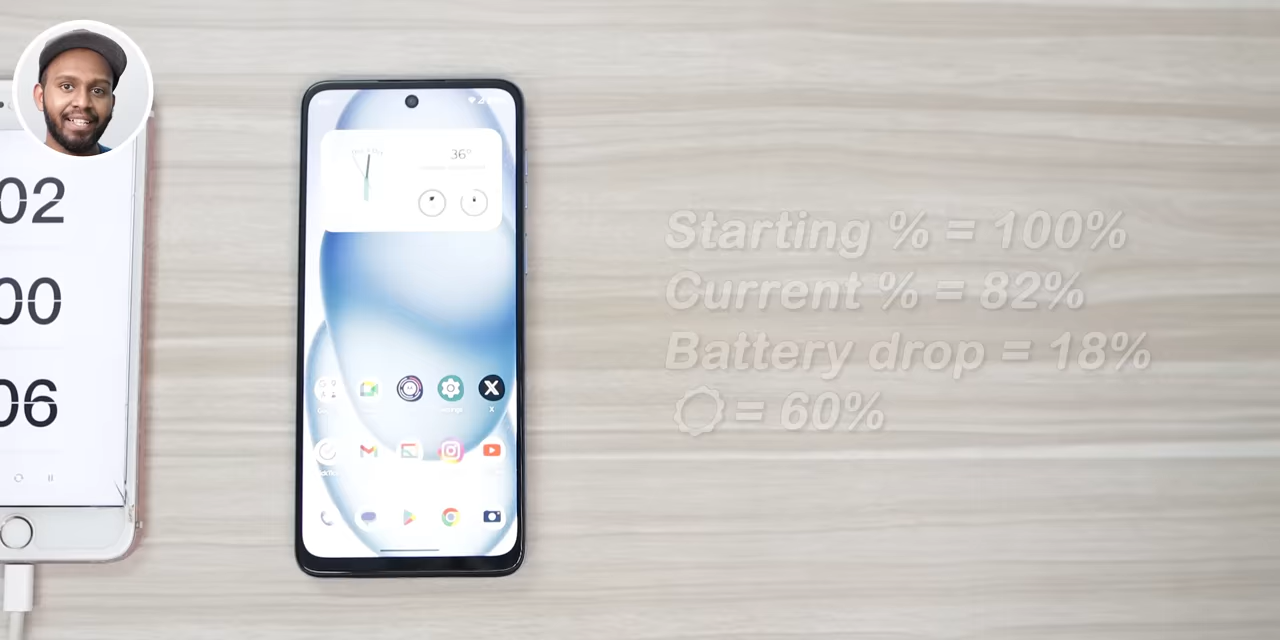 02
00
06
36°
X
Starting % = 100%
Current % = 82%
Battery drop = 18%
= 60%